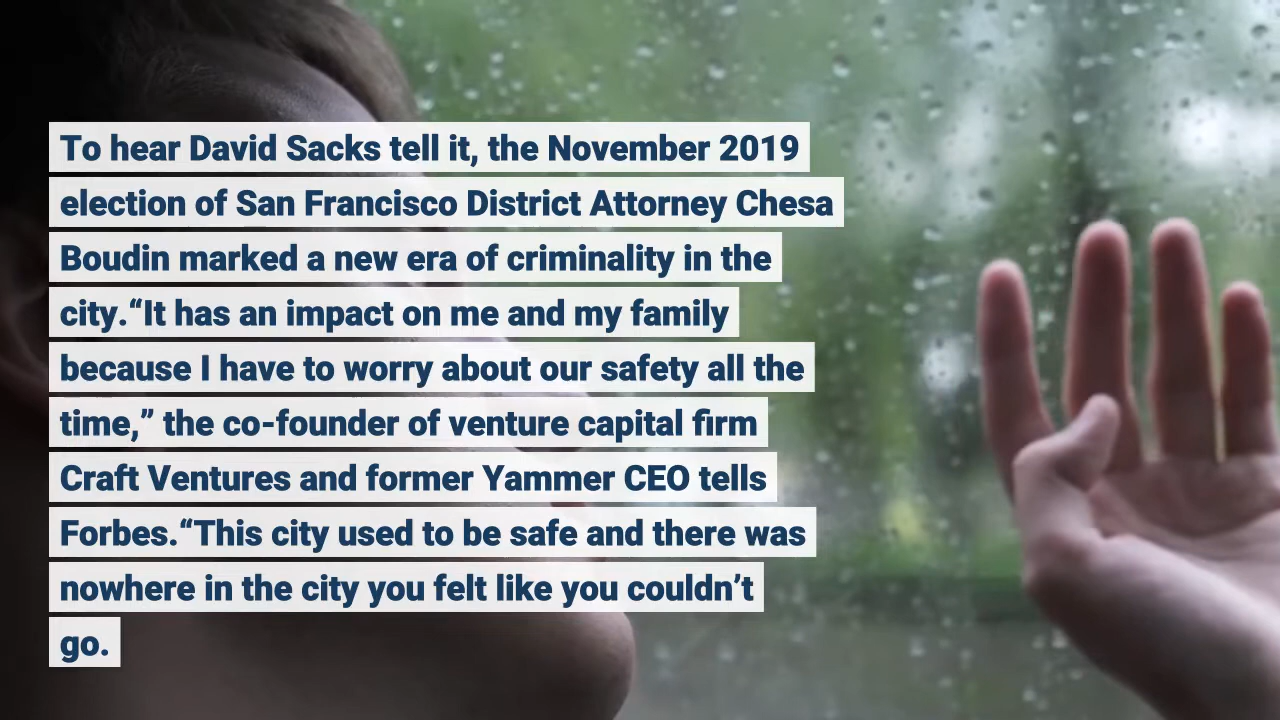 To hear David Sacks tell it, the November 2019
election of San Francisco District Attorney Chesa
Boudin marked a new era of criminality in the
city.“It has an impact on me and my family
because I have to worry about our safety all the
time,” the co-founder of venture capital firm
Craft Ventures and former Yammer CEO tells
Forbes.“This city used to be safe and there was
nowhere in the city you felt like you couldn’t
go.